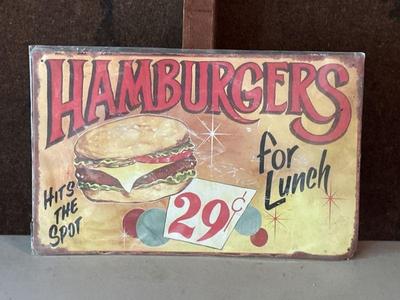 HAMBURGERS
for
Lunch
HITS
THE
SPOT
29¢